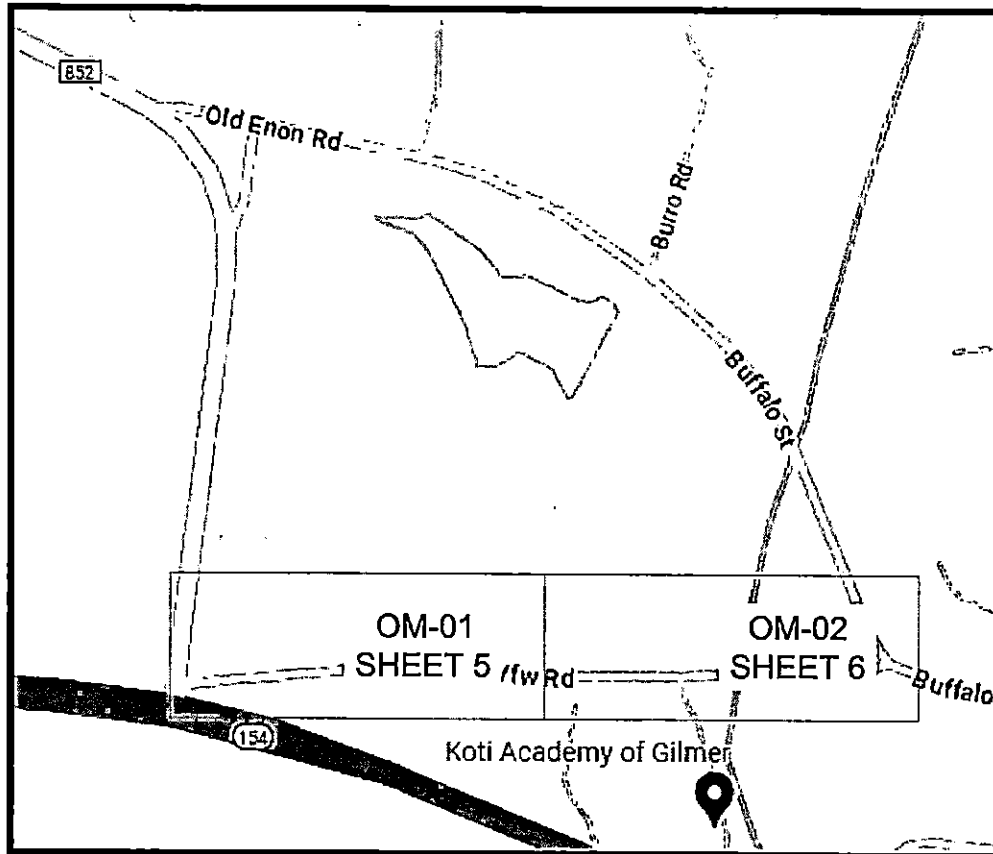 852
Old Enon Rd
Burro Rd
Buffalo St
OM-01
SHEET 5
OM-02
SHEET 6
Rd
Buffalo
154
Koti Academy of Gilmer